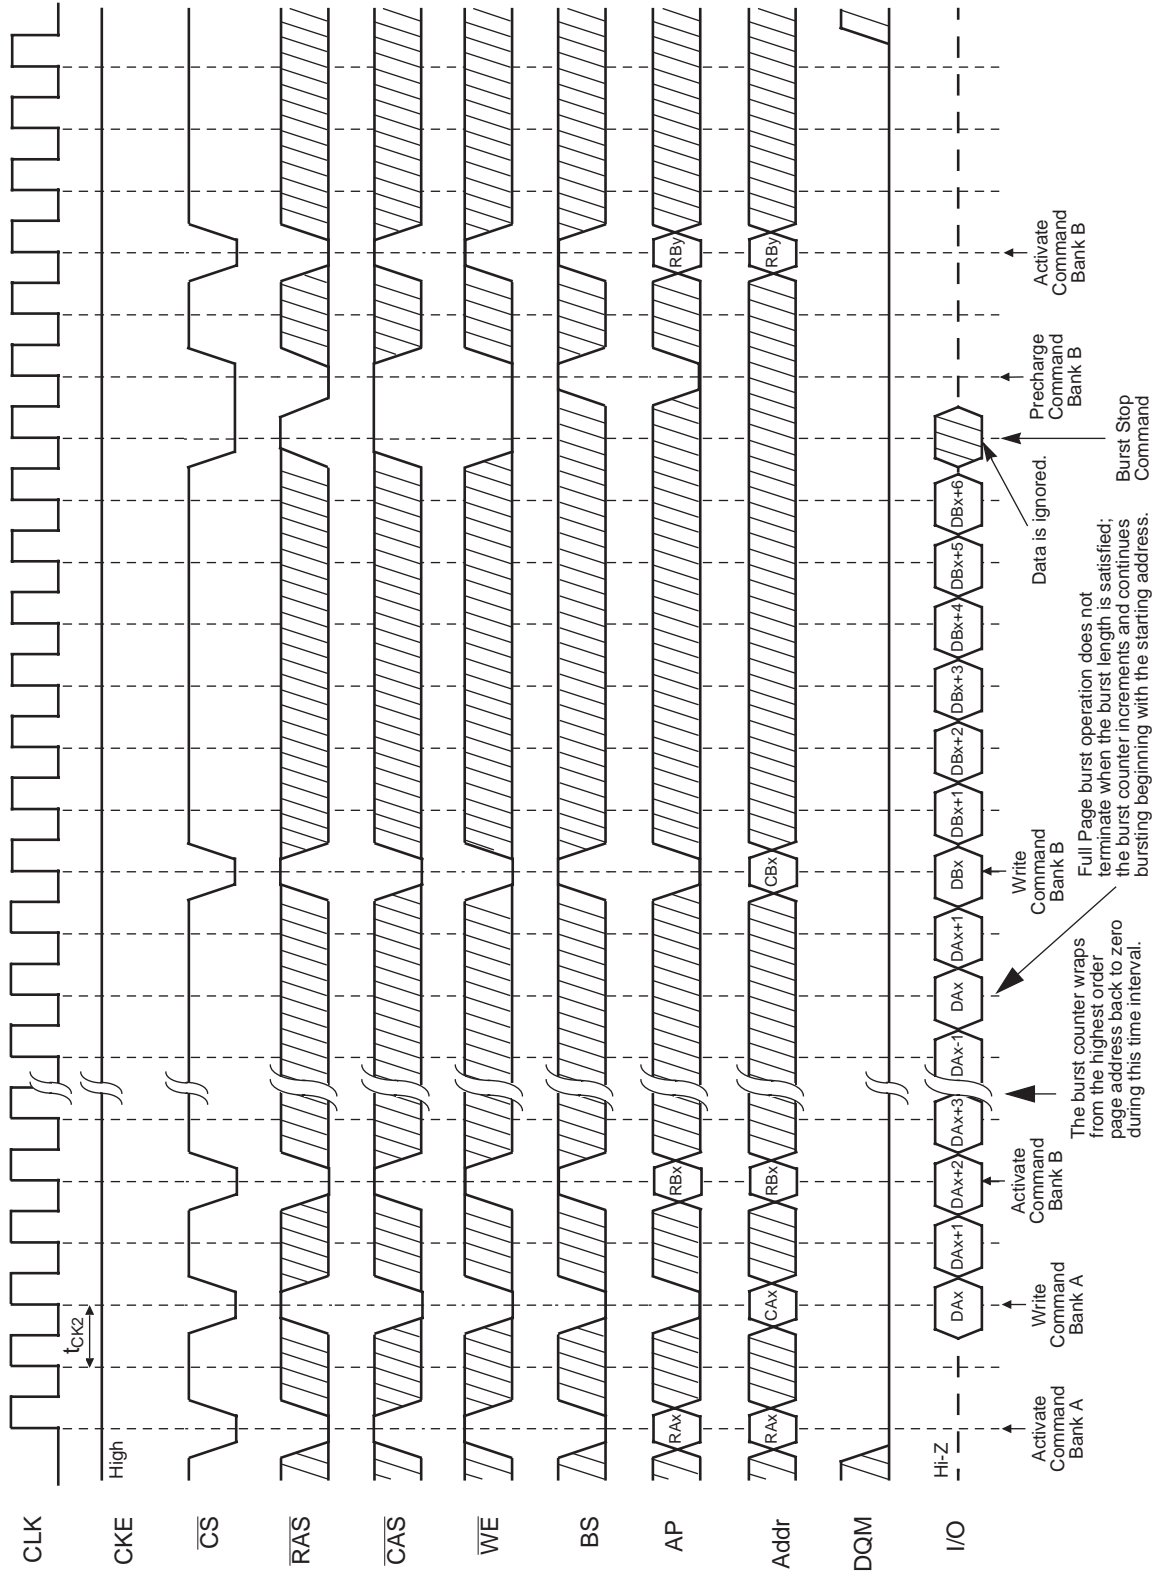 CLK
CKE
High
CS
RAS
CAS
WE
BS
AP
RAx
RBx
RBy
Addr
RAx
CAx
RBx
CBx
RBy
DQM
I/O
Hi-Z
DAx
DAx+1
DAx+2
DAx+3
DAx-1
DAx
DAx+1
DBx
DBx+1
DBx+2
DBx+3
DBx+4
DBx+5
DBx+6
tCK2
Activate
Command
Bank A
Write
Command
Bank A
Activate
Command
Bank B
The burst counter wraps
from the highest order
page address back to zero
during this time interval.
Write
Command
Bank B
Full Page burst operation does not
terminate when the burst length is satisfied;
the burst counter increments and continues
bursting beginning with the starting address.
Data is ignored.
Burst Stop
Command
Precharge
Command
Bank B
Activate
Command
Bank B